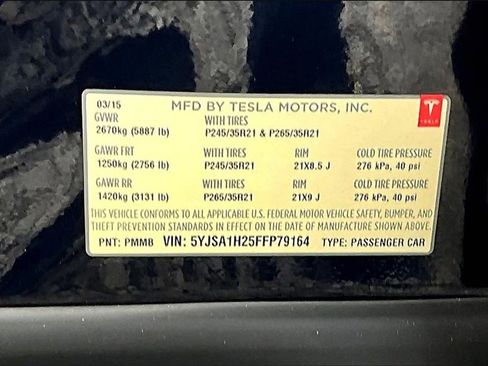 03/15 MFD BY TESLA MOTORS, INC.
GVWR WITH TIRES
2670kg (5887 lb) P245/35R21 & P265/35R21
TESLA
GAWR FRT WITH TIRES RIM COLD TIRE PRESSURE
1250kg (2756 lb) P245/35R21 21X8.5 J 276 kPa, 40 psi
GAWR RR WITH TIRES RIM COLD TIRE PRESSURE
1420kg (3131 lb) P265/35R21 21X9 J 276 kPa, 40 psi
THIS VEHICLE CONFORMS TO ALL APPLICABLE U.S. FEDERAL MOTOR VEHICLE SAFETY, BUMPER, AND
THEFT PREVENTION STANDARDS IN EFFECT ON THE DATE OF MANUFACTURE SHOWN ABOVE.
PNT: PMMB VIN: 5YJSA1H25FFP79164 TYPE: PASSENGER CAR